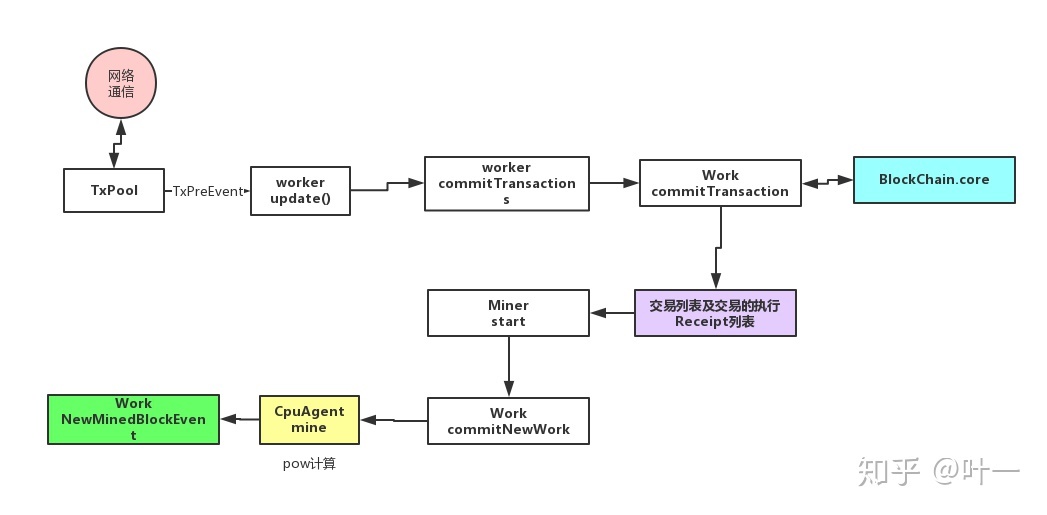 网络
通信
TxPool
TxPreEvent
worker
update()
worker
commitTransaction
s
Work
commitTransaction
BlockChain.core
Miner
start
交易列表及交易的执行
Receipt列表
Work
NewMinedBlockEven
t
CpuAgent
mine
Work
commitNewWork
pow计算
知乎 @叶一